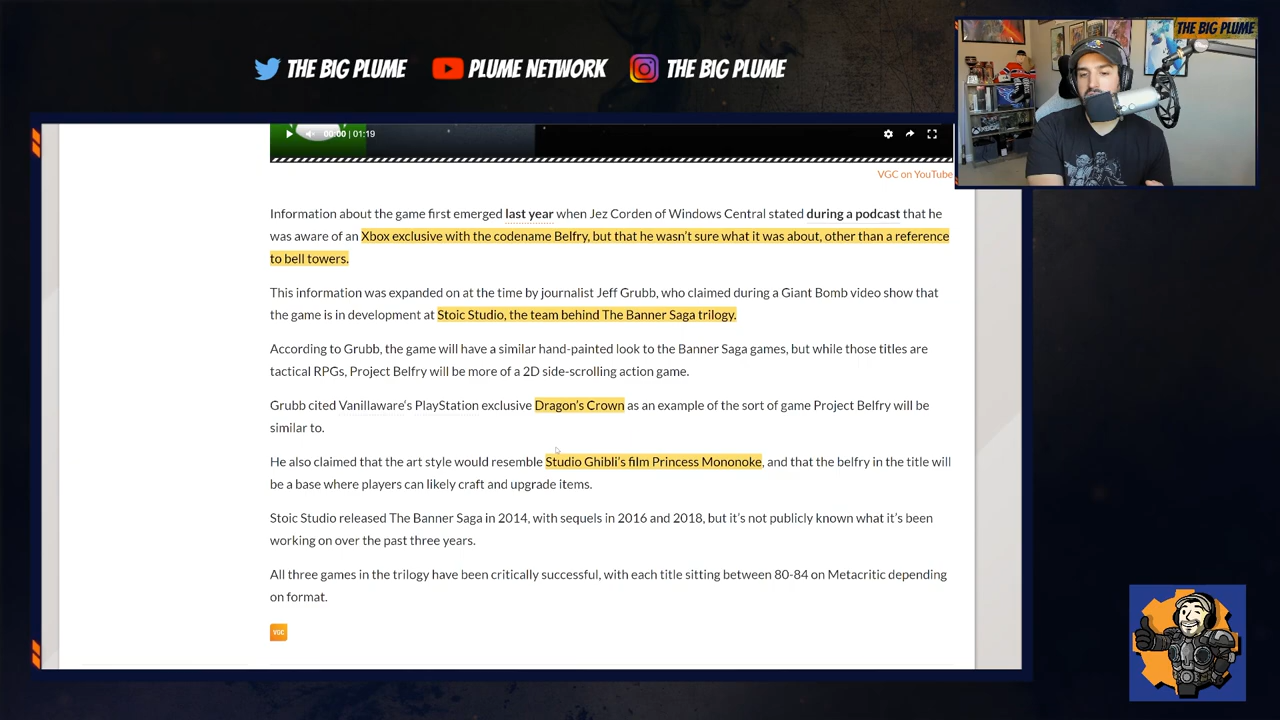 THE BIG PLUME
THE BIG PLUME PLUME NETWORK THE BIG PLUME
00:00 | 01:19
VGC on YouTube
Information about the game first emerged last year when Jez Corden of Windows Central stated during a podcast that he
was aware of an Xbox exclusive with the codename Belfry, but that he wasn't sure what it was about, other than a reference
to bell towers.
This information was expanded on at the time by journalist Jeff Grubb, who claimed during a Giant Bomb video show that
the game is in development at Stoic Studio, the team behind The Banner Saga trilogy.
According to Grubb, the game will have a similar hand-painted look to the Banner Saga games, but while those titles are
tactical RPGs, Project Belfry will be more of a 2D side-scrolling action game.
Grubb cited Vanillaware's PlayStation exclusive Dragon's Crown as an example of the sort of game Project Belfry will be
similar to.
He also claimed that the art style would resemble Studio Ghibli's film Princess Mononoke, and that the belfry in the title will
be a base where players can likely craft and upgrade items.
Stoic Studio released The Banner Saga in 2014, with sequels in 2016 and 2018, but it's not publicly known what it's been
working on over the past three years.
All three games in the trilogy have been critically successful, with each title sitting between 80-84 on Metacritic depending
on format.
VGC